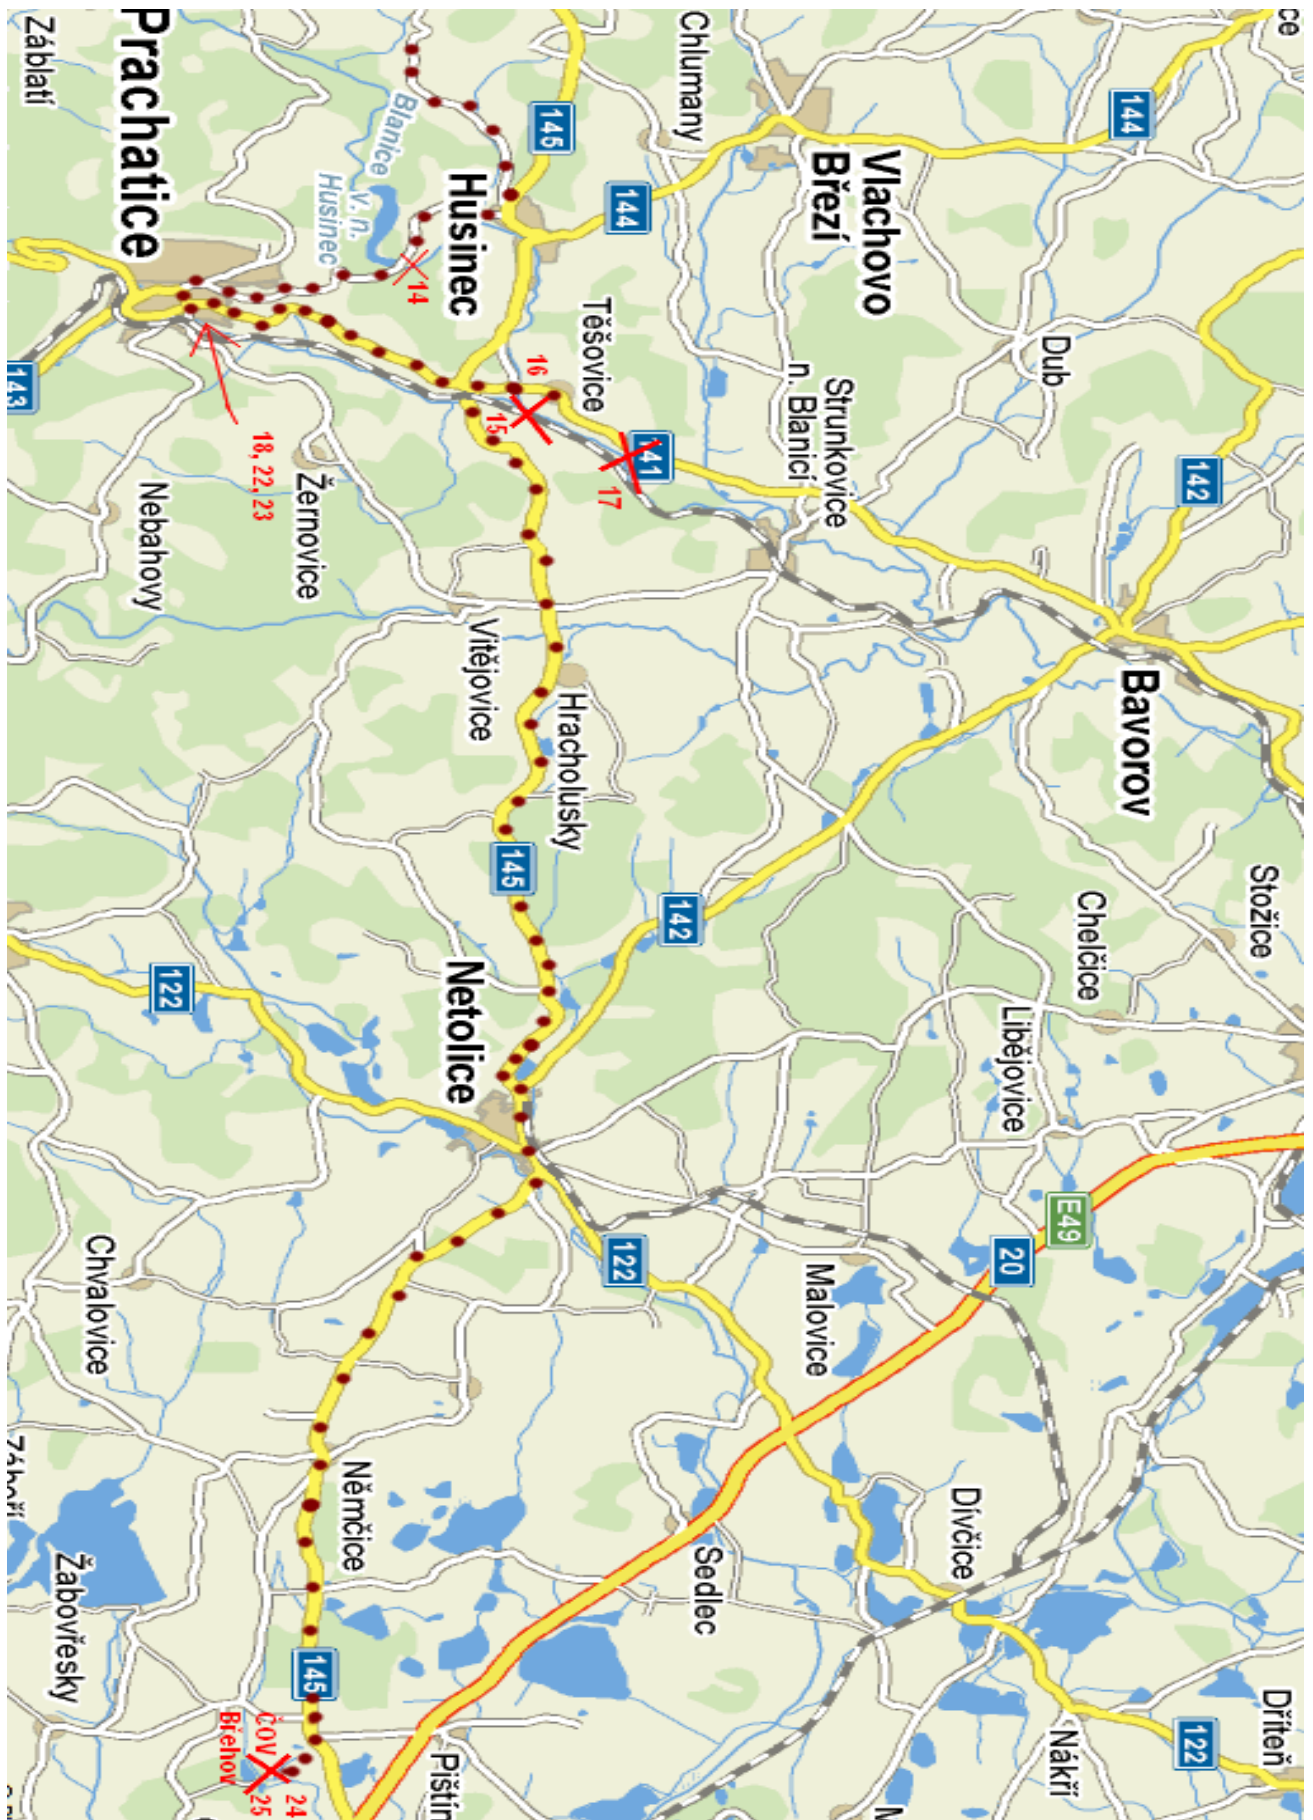 ce
Dříteň
Stožice
122
142
144
Bavorov
Chelčice
Nákří
E49
Dub
Libějovice
20
Dívčice
Vlachovo
Březí
Strunkovice
n. Blanicí
Malovice
Chlumany
Sedlec
142
141
144
122
17
Těšovice
Hracholusky
145
16
15
145
Husinec
Vitějovice
Netolice
14
Blanice
v. n.
Husinec
Němčice
145
Žernovice
24
25
ČOV
Břehov
18, 22, 23
122
Prachatice
Nebahovy
Chvalovice
Žabovřesky
Záblatí
143